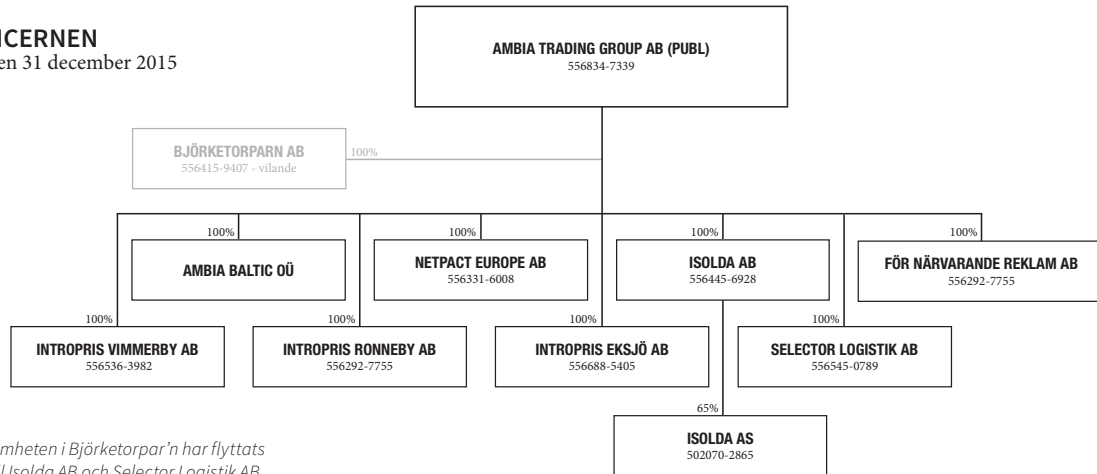 NCERNEN
en 31 december 2015
AMBIA TRADING GROUP AB (PUBL)
556834-7339
BJÖRKETORPARN AB
556415-9407 - vilande
100%
100%
AMBIA BALTIC OÜ
100%
NETPACT EUROPE AB
556331-6008
100%
ISOLDA AB
556445-6928
100%
FÖR NÄRVARANDE REKLAM AB
556292-7755
100%
INTROPRIS VIMMERBY AB
556536-3982
100%
INTROPRIS RONNEBY AB
556292-7755
100%
INTROPRIS EKSJÖ AB
556688-5405
100%
SELECTOR LOGISTIK AB
556545-0789
65%
ISOLDA AS
502070-2865
mheten i Björketorpar'n har flyttats
Isolda AB och Selector Logistik AB